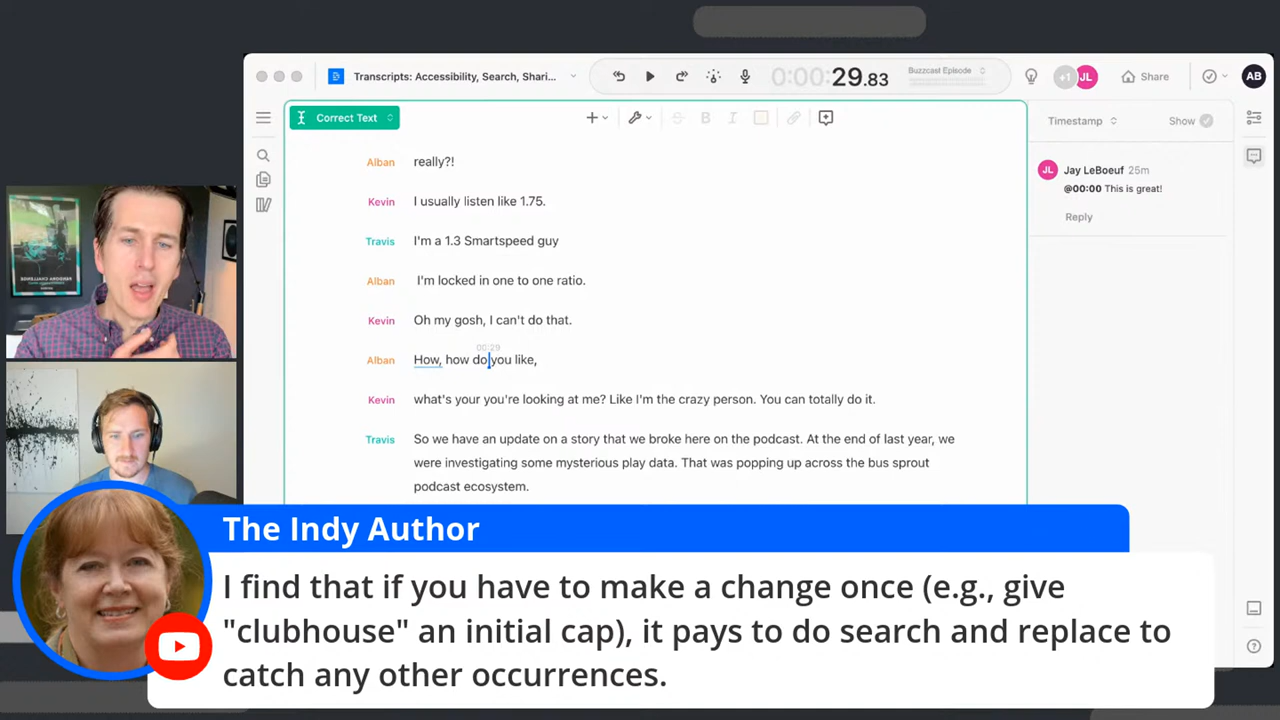 Transcripts: Accessibility, Search, Shari...
0:00:29.83
Buzzcast Episode
+1
JL
Share
AB
Correct Text
B
I
Timestamp
Show
Alban really?!
JL
Jay LeBoeuf 25m
@00:00 This is great!
Reply
Kevin I usually listen like 1.75.
Travis I'm a 1.3 Smartspeed guy
Alban I'm locked in one to one ratio.
Kevin Oh my gosh, I can't do that.
00:29
Alban How, how do you like,
Kevin what's your you're looking at me? Like I'm the crazy person. You can totally do it.
Travis So we have an update on a story that we broke here on the podcast. At the end of last year, we
were investigating some mysterious play data. That was popping up across the bus sprout
podcast ecosystem.
The Indy Author
I find that if you have to make a change once (e.g., give
"clubhouse" an initial cap), it pays to do search and replace to
catch any other occurrences.